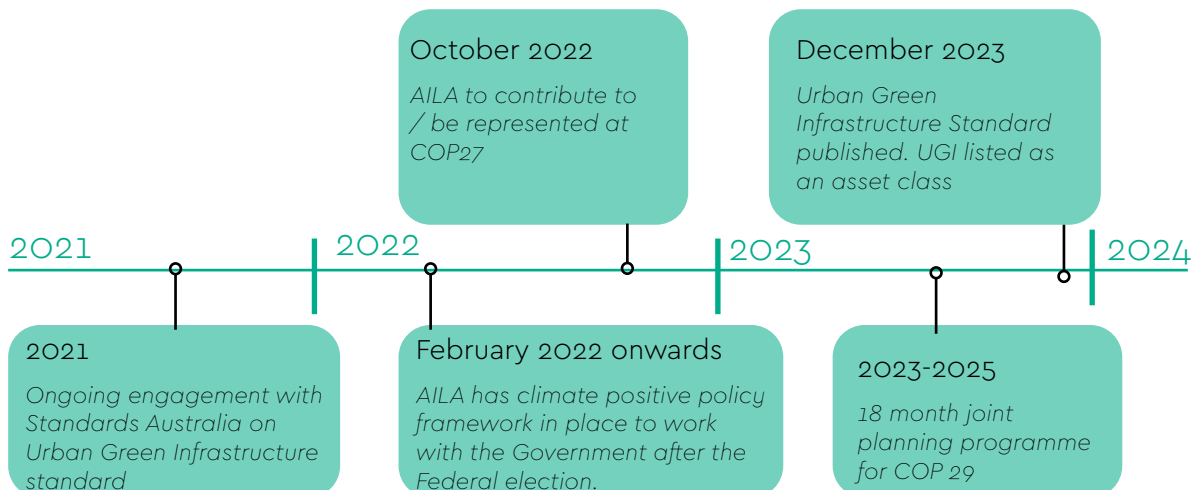 October 2022
AILA to contribute to
/ be represented at
COP27
December 2023
Urban Green
Infrastructure Standard
published. UGI listed as
an asset class
2021
2022
2023
2024
2021
Ongoing engagement with
Standards Australia on
Urban Green Infrastructure
standard
February 2022 onwards
AILA has climate positive policy
framework in place to work
with the Government after the
Federal election.
2023-2025
18 month joint
planning programme
for COP 29